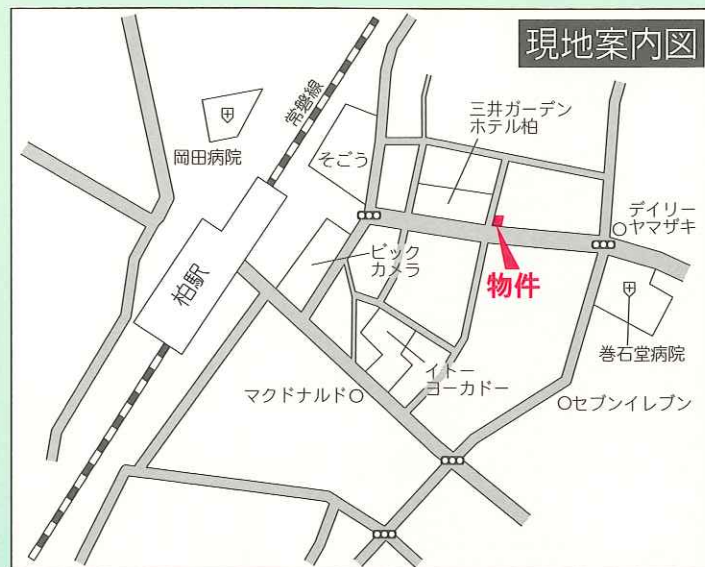 現地案内図
常磐線
三井ガーデン
ホテル柏
そごう
岡田病院
デイリー
ヤマザキ
ビック
カメラ
柏駅
物件
巻石堂病院
イトー
ヨーカドー
マクドナルド
セブンイレブン